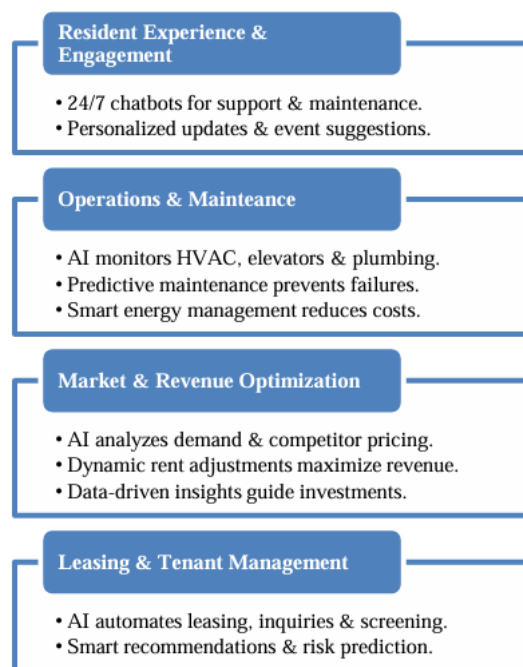 Resident Experience &
Engagement
• 24/7 chatbots for support & maintenance.
• Personalized updates & event suggestions.
Operations & Mainteance
• AI monitors HVAC, elevators & plumbing.
• Predictive maintenance prevents failures.
• Smart energy management reduces costs.
Market & Revenue Optimization
• AI analyzes demand & competitor pricing.
• Dynamic rent adjustments maximize revenue.
• Data-driven insights guide investments.
Leasing & Tenant Management
• AI automates leasing, inquiries & screening.
• Smart recommendations & risk prediction.